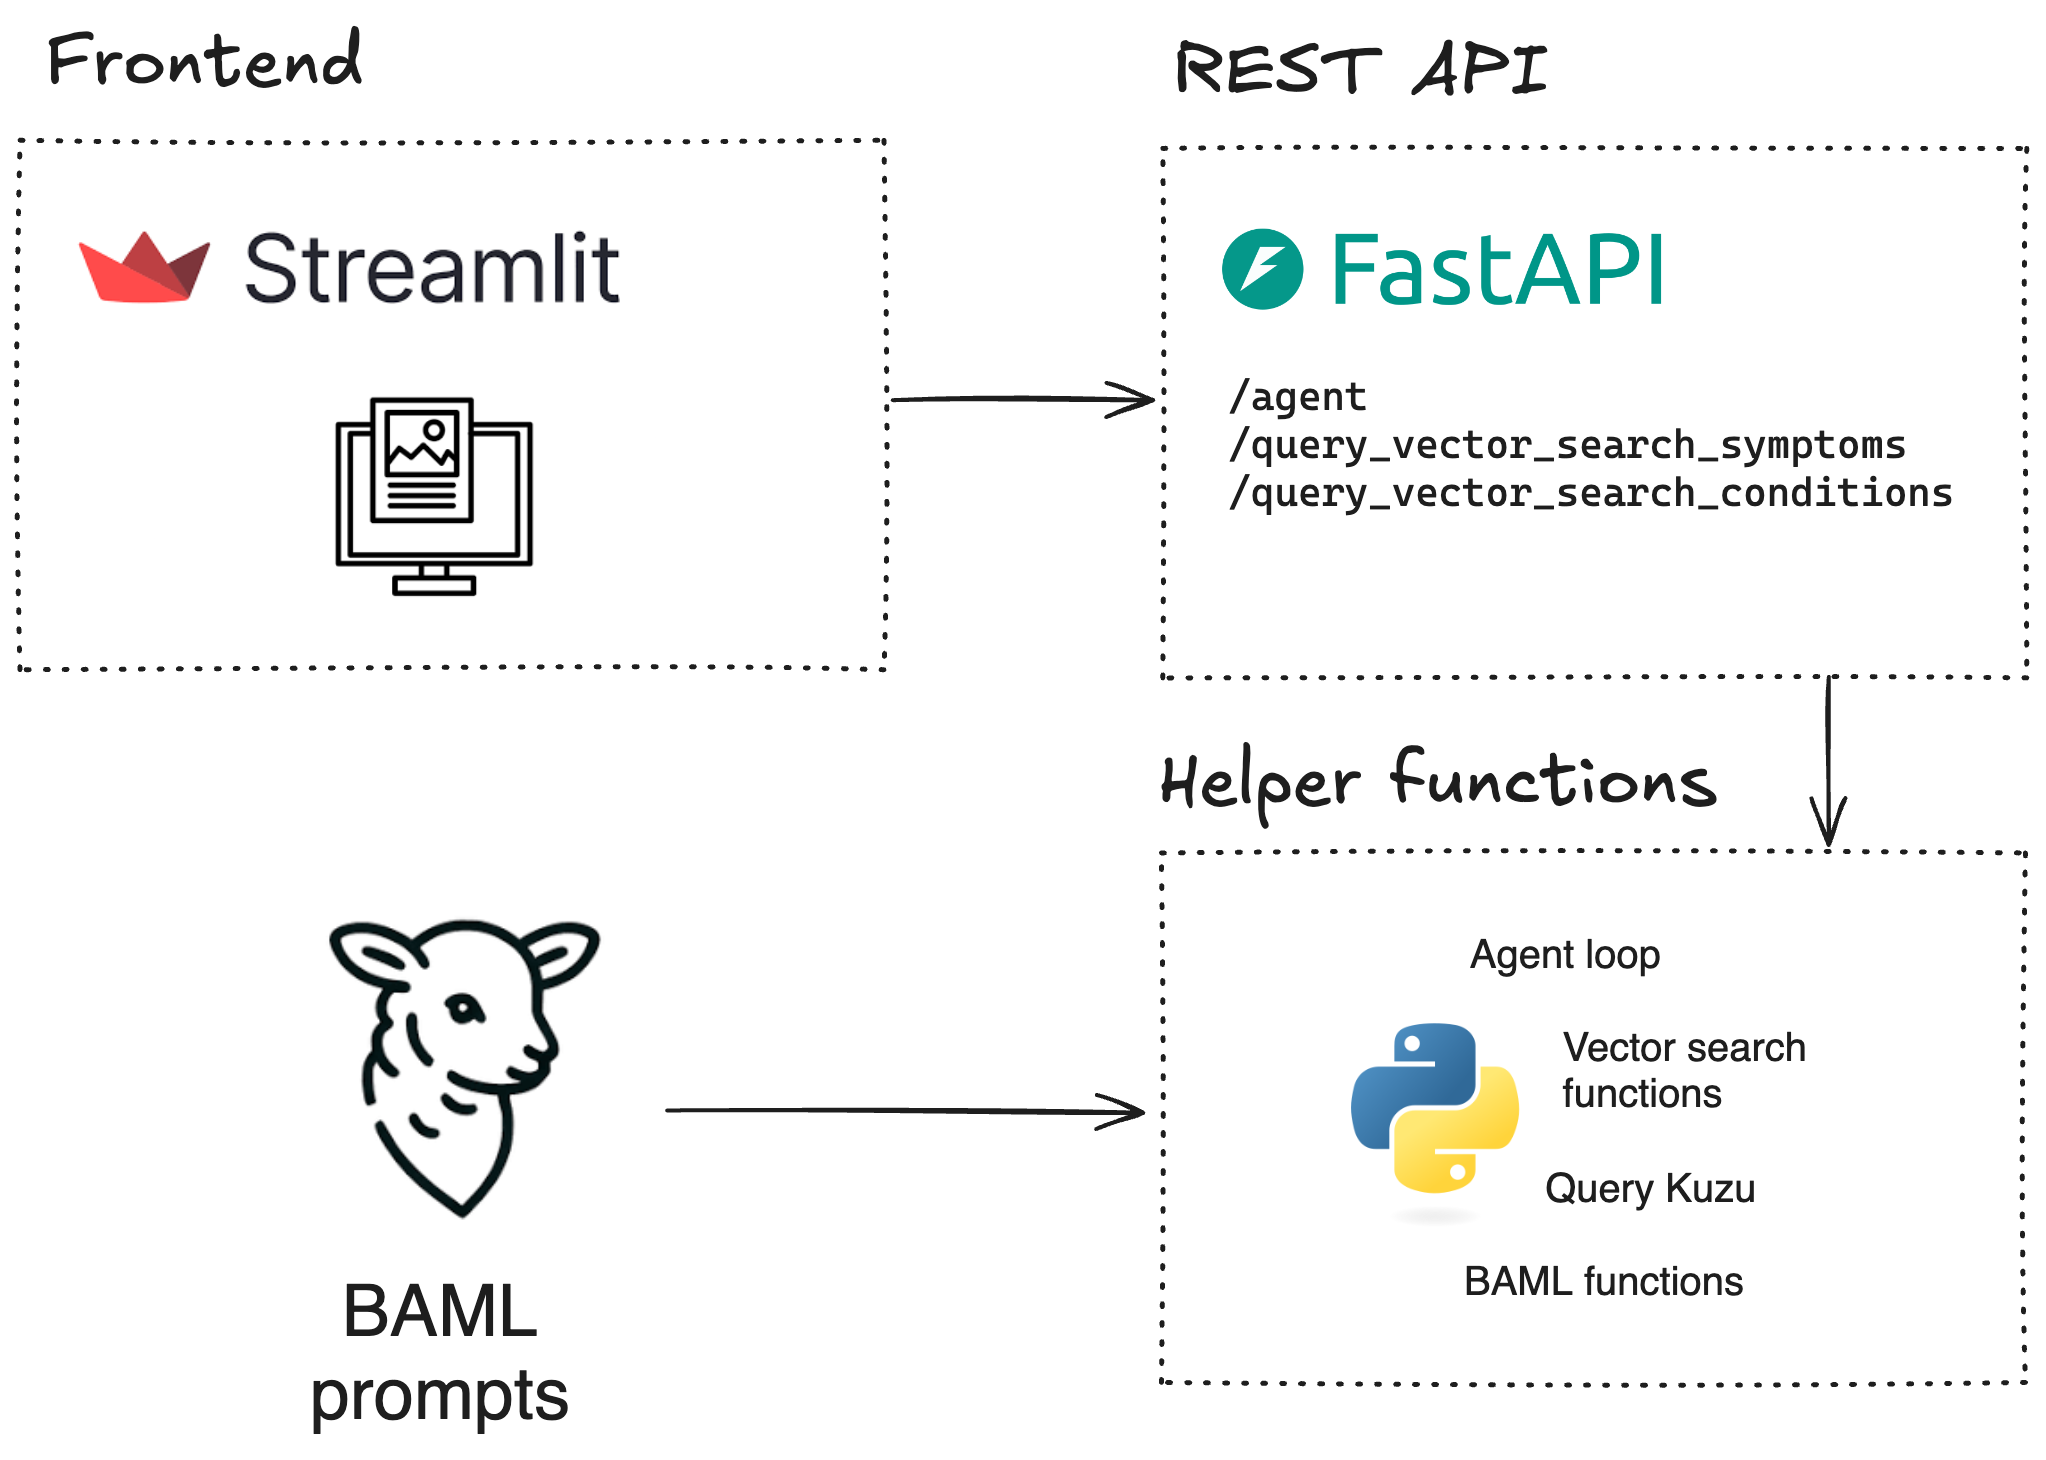 Frontend
Streamlit
REST API
FastAPI
/agent
/query_vector_search_symptoms
/query_vector_search_conditions
Helper functions
Agent loop
Vector search
functions
Query Kuzu
BAML functions
BAML
prompts